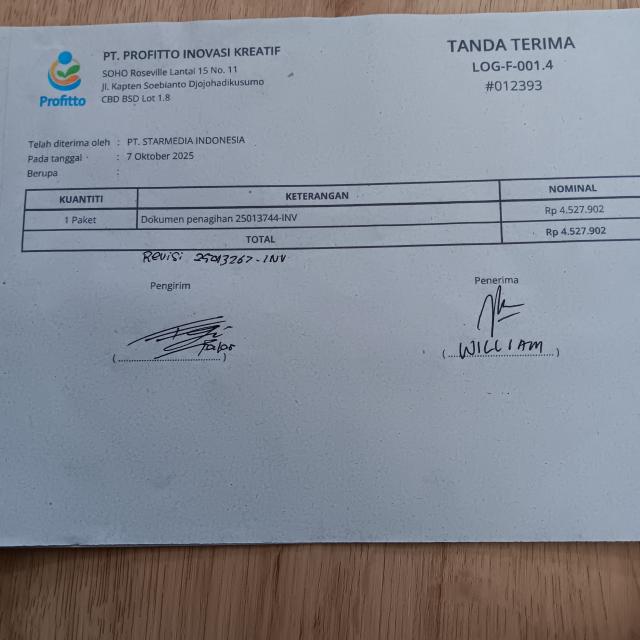 PT. PROFITTO INOVASI KREATIF
SOHO Roseville Lantai 15 No. 11
Jl. Kapten Soebianto Djojohadikusumo
CBD BSD Lot 1.8
Profitto
TANDA TERIMA
LOG-F-001.4
#012393
Telah diterima oleh : PT. STARMEDIA INDONESIA
Pada tanggal : 7 Oktober 2025
Berupa :
KUANTITI KETERANGAN NOMINAL
1 Paket Dokumen penagihan 25013744-INV Rp 4.527.902
TOTAL Rp 4.527.902
Revisi 25013267-INV
Pengirim Penerima
WILLIAM